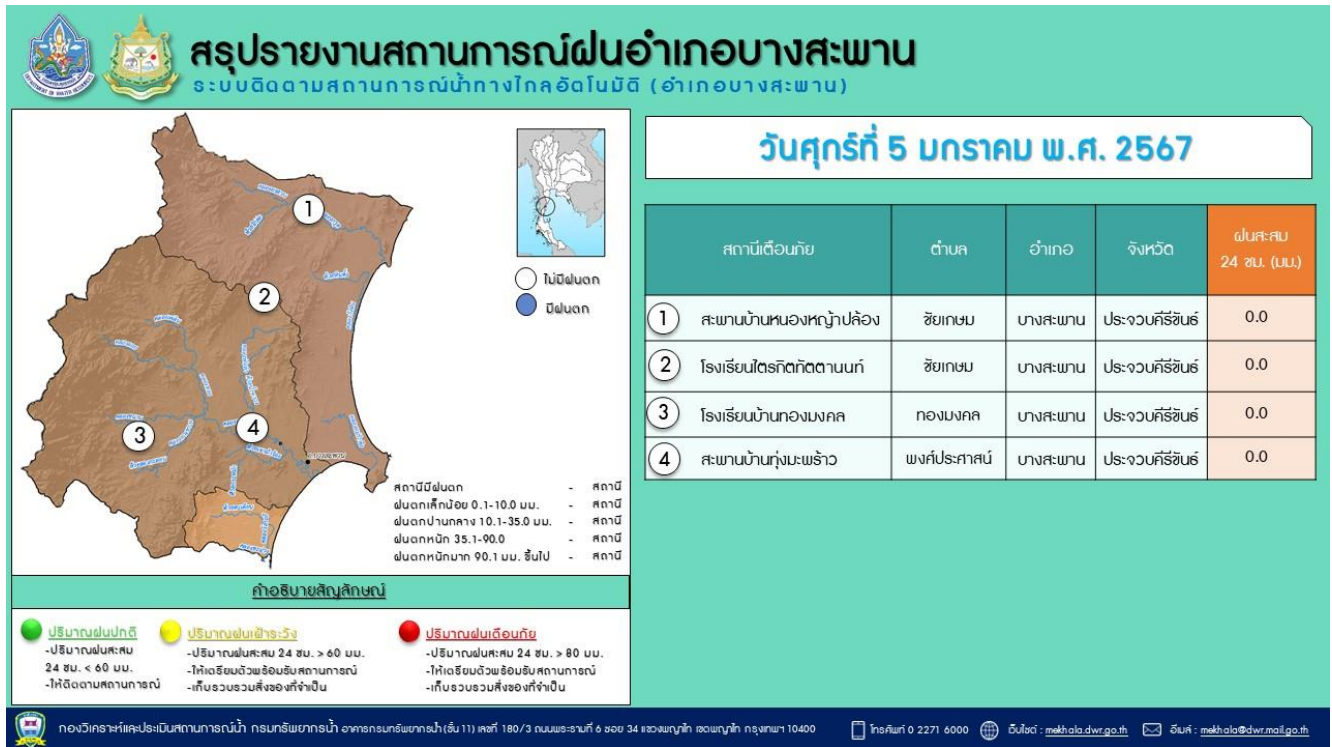 สรุปรายงานสถานการณ์ฝนอำเภอบางสะพาน
ระบบติดตามสถานการณ์น้ำทางไกลอัตโนมัติ (อำเภอบางสะพาน)
วันศุกร์ที่ 5 มกราคม พ.ศ. 2567
1
2
3
4
ไม่มีฝนตก
มีฝนตก
สถานีมีฝนตก - สถานี
ฝนตกเล็กน้อย 0.1-10.0 มม. - สถานี
ฝนตกปานกลาง 10.1-35.0 มม. - สถานี
ฝนตกหนัก 35.1-90.0 - สถานี
ฝนตกหนักมาก 90.1 มม. ขึ้นไป - สถานี
สถานีเตือนภัย ตำบล อำเภอ จังหวัด ฝนสะสม
24 ชม. (มม.)
1 สะพานบ้านหนองหญ้าปล้อง ชัยเกษม บางสะพาน ประจวบคีรีขันธ์ 0.0
2 โรงเรียนไตรกิตทัตตานนท์ ชัยเกษม บางสะพาน ประจวบคีรีขันธ์ 0.0
3 โรงเรียนบ้านทองมงคล ทองมงคล บางสะพาน ประจวบคีรีขันธ์ 0.0
4 สะพานบ้านทุ่งมะพร้าว พงศ์ประศาสน์ บางสะพาน ประจวบคีรีขันธ์ 0.0
คำอธิบายสัญลักษณ์
ปริมาณฝนปกติ
-ปริมาณฝนสะสม
24 ชม. < 60 มม.
-ให้ติดตามสถานการณ์
ปริมาณฝนเฝ้าระวัง
-ปริมาณฝนสะสม 24 ชม. > 60 มม.
-ให้เตรียมตัวพร้อมรับสถานการณ์
-เก็บรวบรวมสิ่งของที่จำเป็น
ปริมาณฝนเตือนภัย
-ปริมาณฝนสะสม 24 ชม. > 80 มม.
-ให้เตรียมตัวพร้อมรับสถานการณ์
-เก็บรวบรวมสิ่งของที่จำเป็น
กองวิเคราะห์และประเมินสถานการณ์น้ำ กรมทรัพยากรน้ำ อาคารกรมทรัพยากรน้ำ (ชั้น 11) เลขที่ 180/3 ถนนพระรามที่ 6 ซอย 34 แขวงพญาไท เขตพญาไท กรุงเทพฯ 10400 โทรศัพท์ 0 2271 6000 เว็บไซต์ : mekhala.dwr.go.th อีเมล์ : mekhala@dwr.mail.go.th